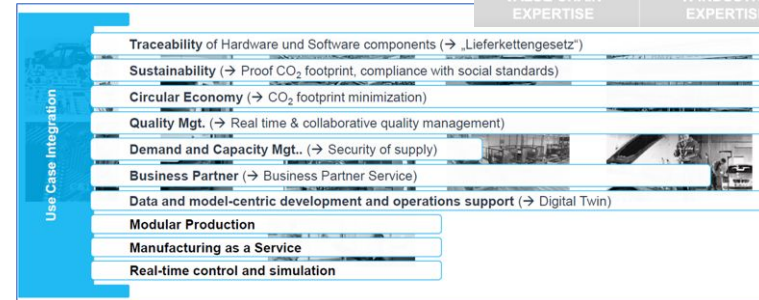 EXPERTISE
EXPERTIS
Use Case Integration
Traceability of Hardware und Software components (→ „Lieferkettengesetz")
Sustainability (→ Proof CO₂ footprint, compliance with social standards)
Circular Economy (→ CO₂ footprint minimization)
Quality Mgt. (→ Real time & collaborative quality management)
Demand and Capacity Mgt.. (→ Security of supply)
Business Partner (→ Business Partner Service)
Data and model-centric development and operations support (→ Digital Twin)
Modular Production
Manufacturing as a Service
Real-time control and simulation